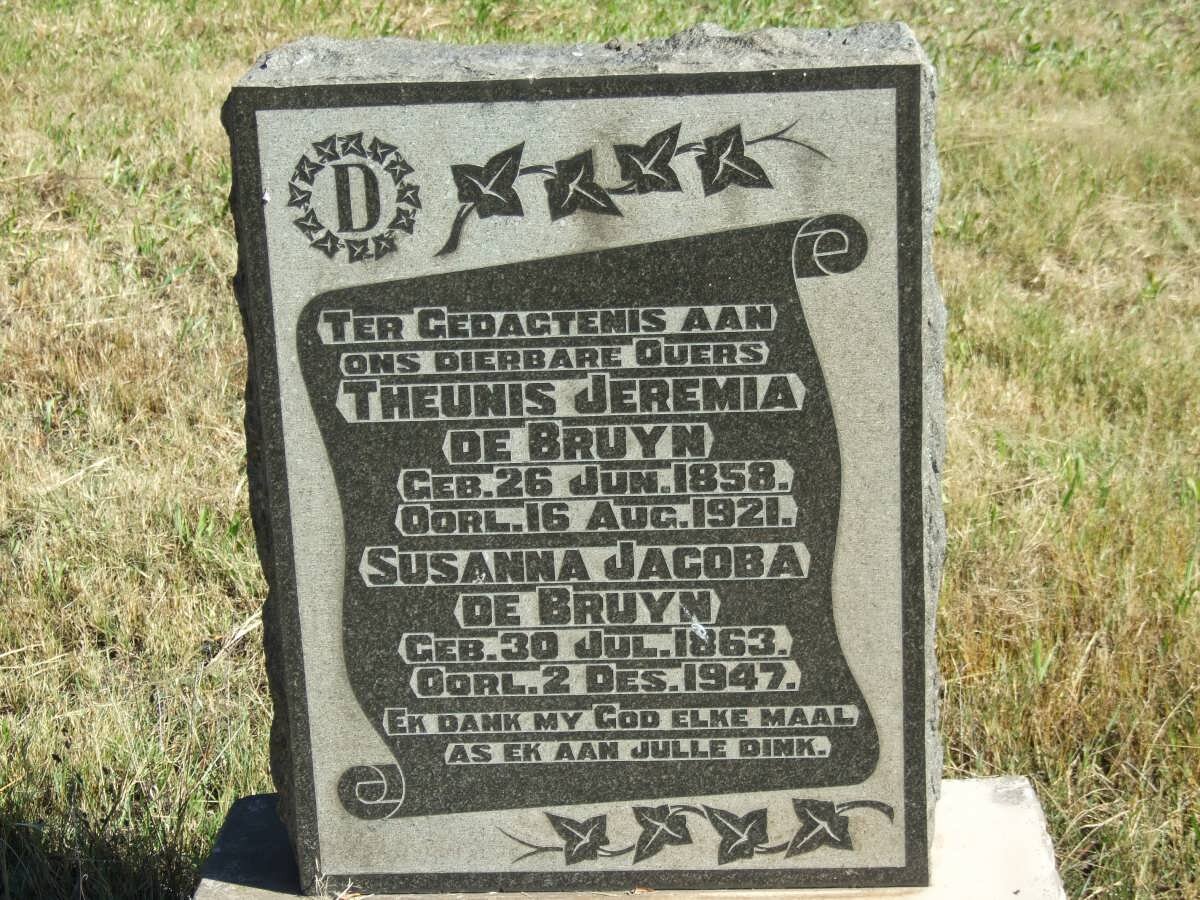 D
TER GEDAGTENIS AAN
ONS DIERBARE OUERS
THEUNIS JEREMIA
DE BRUYN
GEB. 26 JUN. 1858.
OORL. 16 AUG. 1921.
SUSANNA JACOBA
DE BRUYN
GEB. 30 JUL. 1863.
OORL. 2 DES. 1947.
EK DANK MY GOD ELKE MAAL
AS EK AAN JULLE DINK.